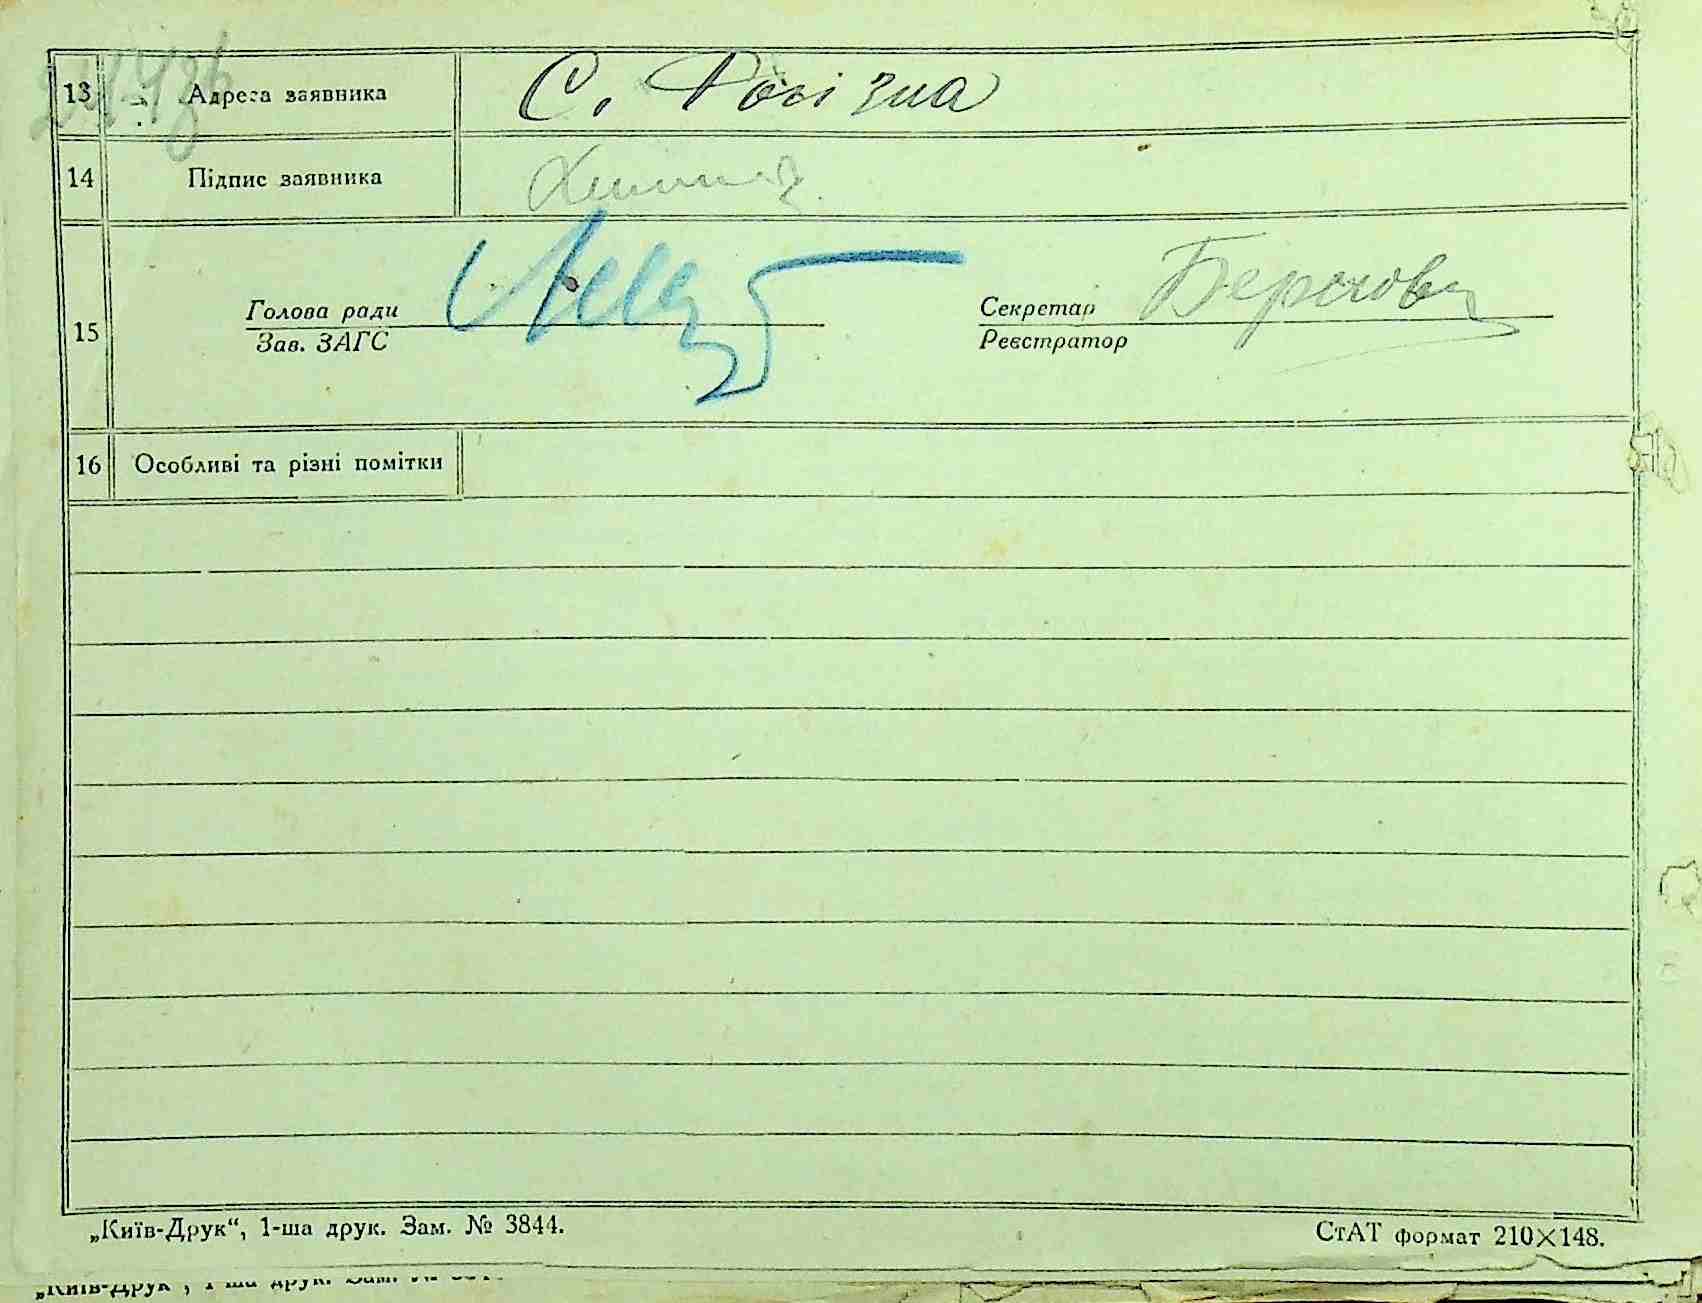 13 Адреса заявника С.
14 Підпис заявника
15 Голова ради Секретар
Зав. ЗАГС Реєстратор
16 Особливі та різні помітки
„Київ-Друк“, 1-ша друк. Зам. № 3844. СтАТ формат 210×148.